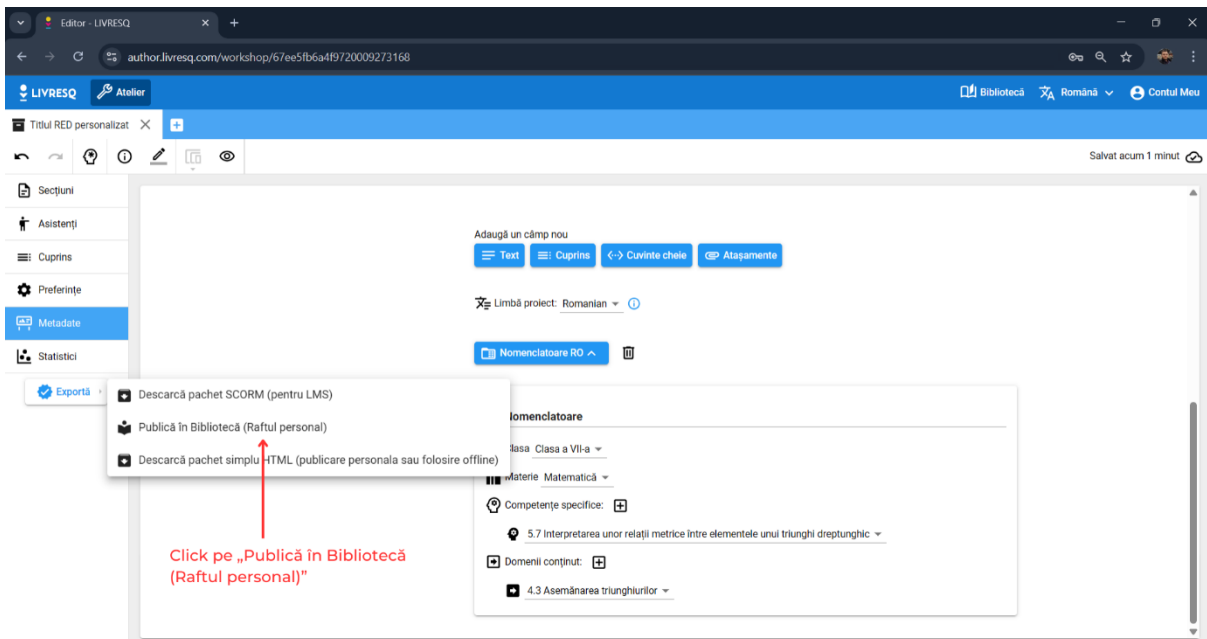 Editor - LIVRESQ
author.livresq.com/workshop/67ee5fb6a4f9720009273168
LIVRESQ
Atelier
Bibliotecă
Română
Contul Meu
Titlul RED personalizat
Salvat acum 1 minut
Secțiuni
Asistenți
Cuprins
Preferințe
Metadate
Statistici
Exportă
Descarcă pachet SCORM (pentru LMS)
Publică în Bibliotecă (Raftul personal)
Descarcă pachet simplu HTML (publicare personala sau folosire offline)
Click pe „Publică în Bibliotecă
(Raftul personal)”
Adaugă un câmp nou
Text
Cuprins
Cuvinte cheie
Atașamente
Limbă proiect: Romanian
Nomenclatoare RO
Nomenclatoare
Clasa a VII-a
Materie Matematică
Competențe specifice:
5.7 Interpretarea unor relații metrice între elementele unui triunghi dreptunghic
Domenii conținut:
4.3 Asemănarea triunghiurilor